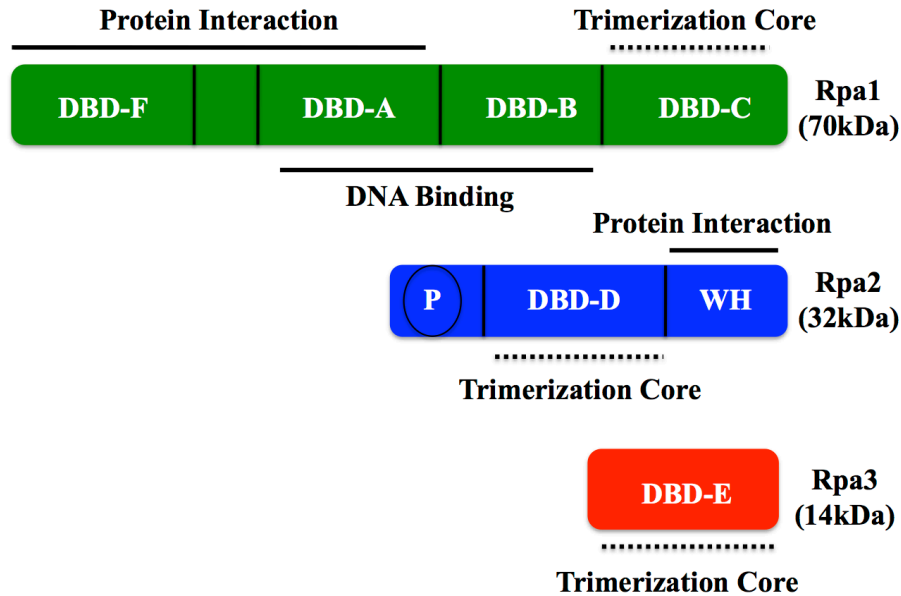 Protein Interaction
Trimerization Core
DBD-F
DBD-A
DBD-B
DBD-C
Rpa1
(70kDa)
DNA Binding
Protein Interaction
P
DBD-D
WH
Rpa2
(32kDa)
Trimerization Core
DBD-E
Rpa3
(14kDa)
Trimerization Core